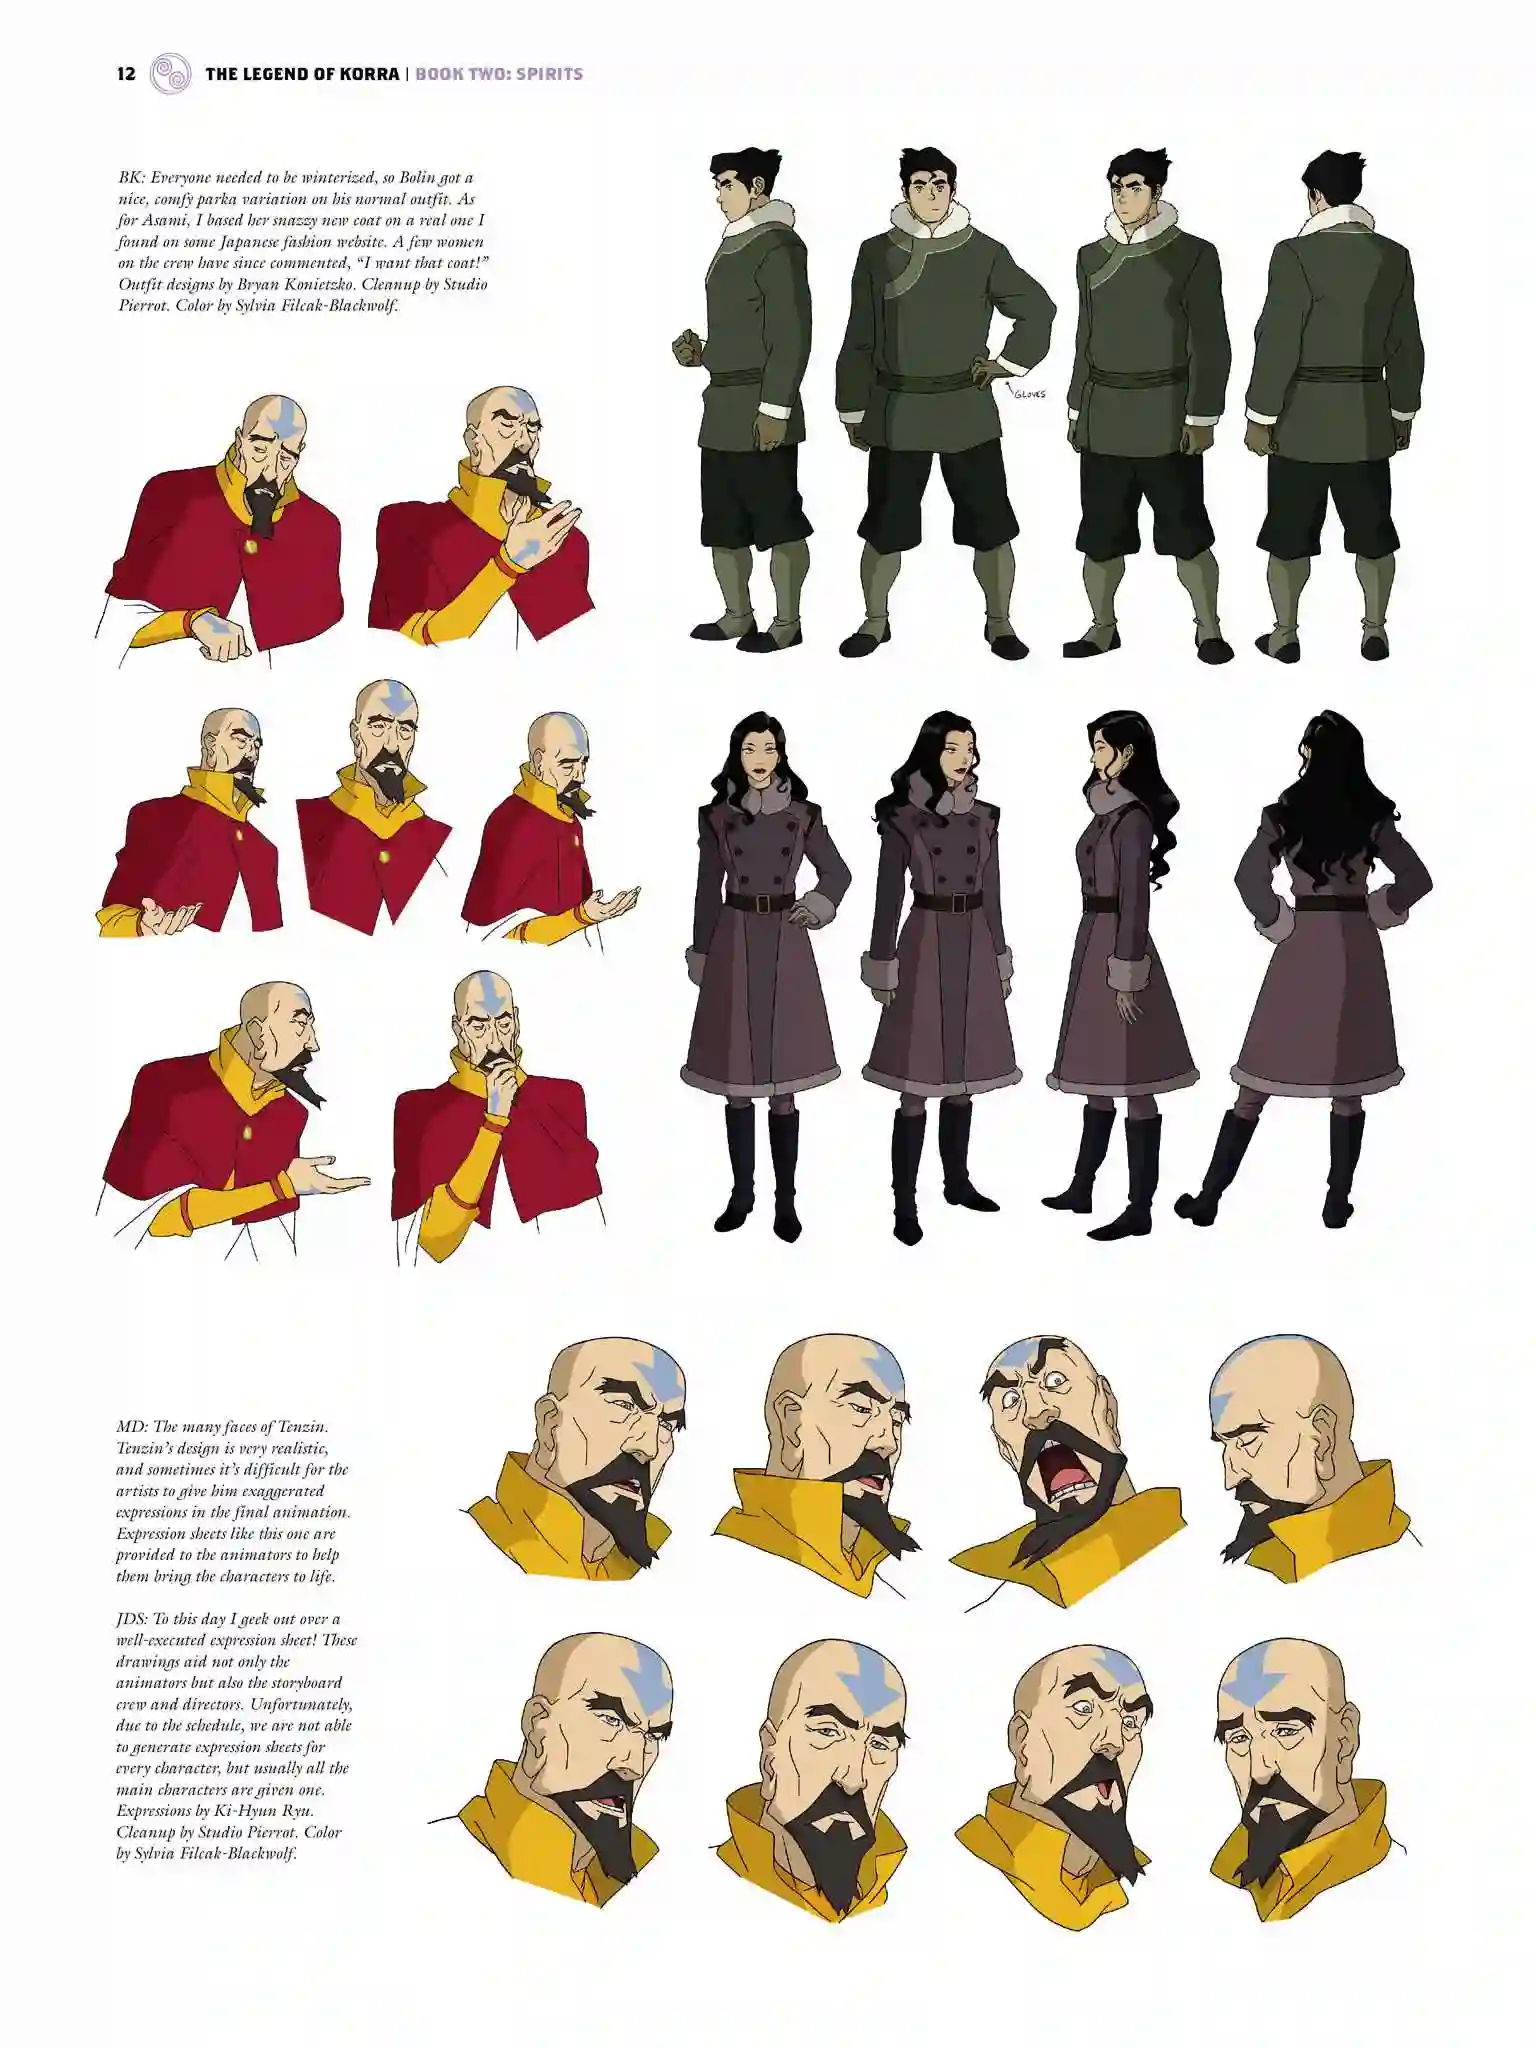 12 THE LEGEND OF KORRA | BOOK TWO: SPIRITS
BK: Everyone needed to be winterized, so Bolin got a
nice, comfy parka variation on his normal outfit. As
for Asami, I based her snazzy new coat on a real one I
found on some Japanese fashion website. A few women
on the crew have since commented, “I want that coat!”
Outfit designs by Bryan Konietzko. Cleanup by Studio
Pierrot. Color by Sylvia Filcak-Blackwolf.
GLOVES
MD: The many faces of Tenzin.
Tenzin’s design is very realistic,
and sometimes it’s difficult for the
artists to give him exaggerated
expressions in the final animation.
Expression sheets like this one are
provided to the animators to help
them bring the characters to life.
JDS: To this day I geek out over a
well-executed expression sheet! These
drawings aid not only the
animators but also the storyboard
crew and directors. Unfortunately,
due to the schedule, we are not able
to generate expression sheets for
every character, but usually all the
main characters are given one.
Expressions by Ki-Hyun Ryu.
Cleanup by Studio Pierrot. Color
by Sylvia Filcak-Blackwolf.